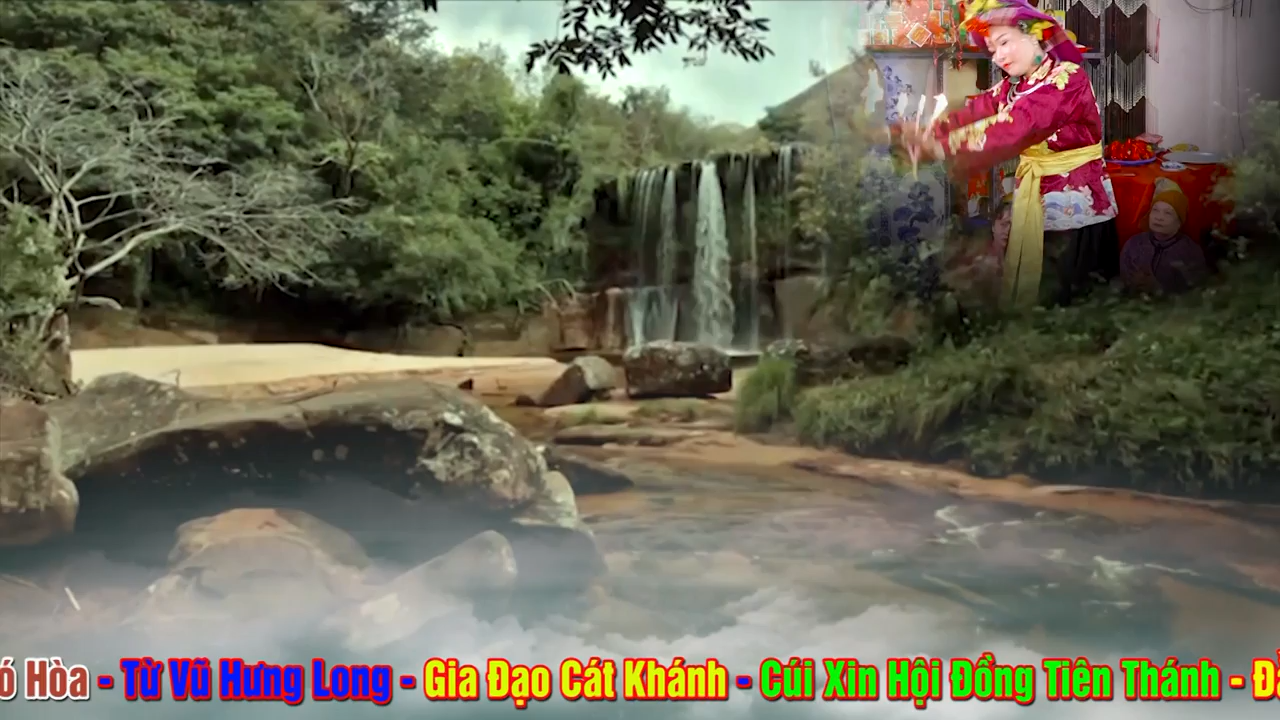 Hòa - Từ Vũ Hưng Long - Gia Đạo Cát Khánh - Cúi Xin Hội Đồng Tiên Thánh -